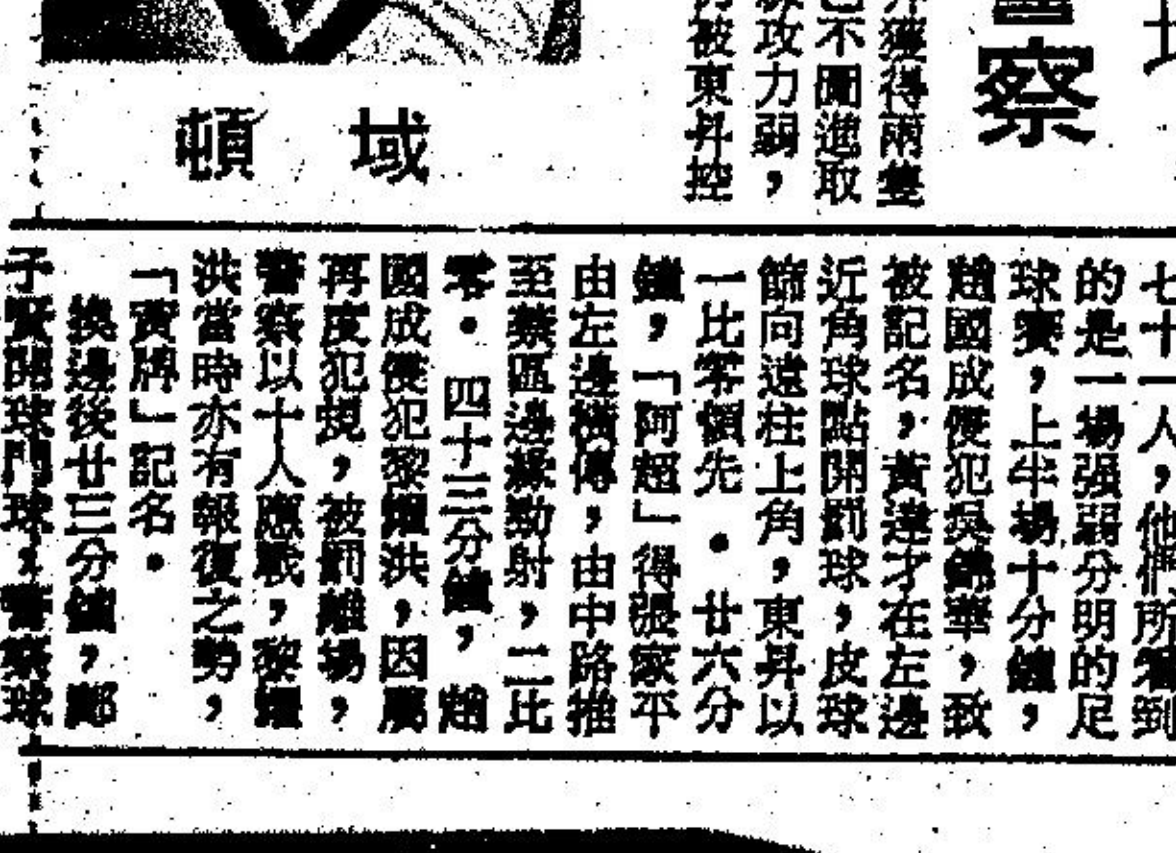 察
獲得兩隻
不圖進取
攻力弱，
被東昇控
域頓
七十一人，他們所看到
的是一場强弱分明的足
球賽，上半場十分鐘，
趙國成侵犯吳錦華，致
被記名，黃達才在左邊
近角球點開罰球，皮球
飾向遠柱上角，東昇以
一比零領先．廿六分
鐘，「阿超」得張家平
由左邊橫傳，由中路推
至禁區邊緣勁射，二比
零．四十三分鐘，趙
國成侵犯黎耀洪，因屬
再度犯規，被罰離場，
警察以十人應戰，黎耀
洪當時亦有報復之勢，
「黃牌」記名．
換邊後廿三分鐘，鄺
子賢開球門球，警察球